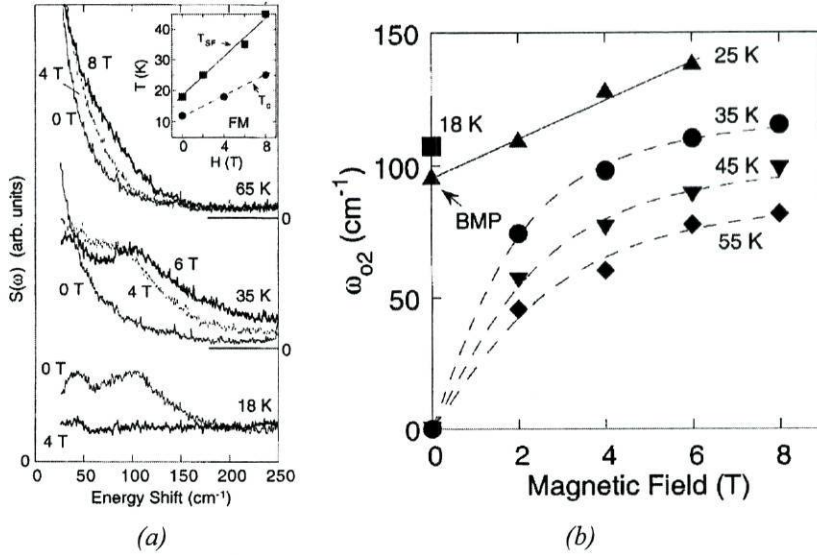 a
8 T
4 T
0 T
65 K
0
6 T
0 T
4 T
35 K
0
0 T
18 K
4 T
0
S(ω) (arb. units)
0 50 100 150 200 250
Energy Shift (cm⁻¹)
40
30
20
10
T (K)
T_SF
T_C
FM
0 4 8
H (T)
(a)
150
100
50
0
ω_o2 (cm⁻¹)
25 K
18 K
35 K
45 K
BMP
55 K
0 2 4 6 8
Magnetic Field (T)
(b)